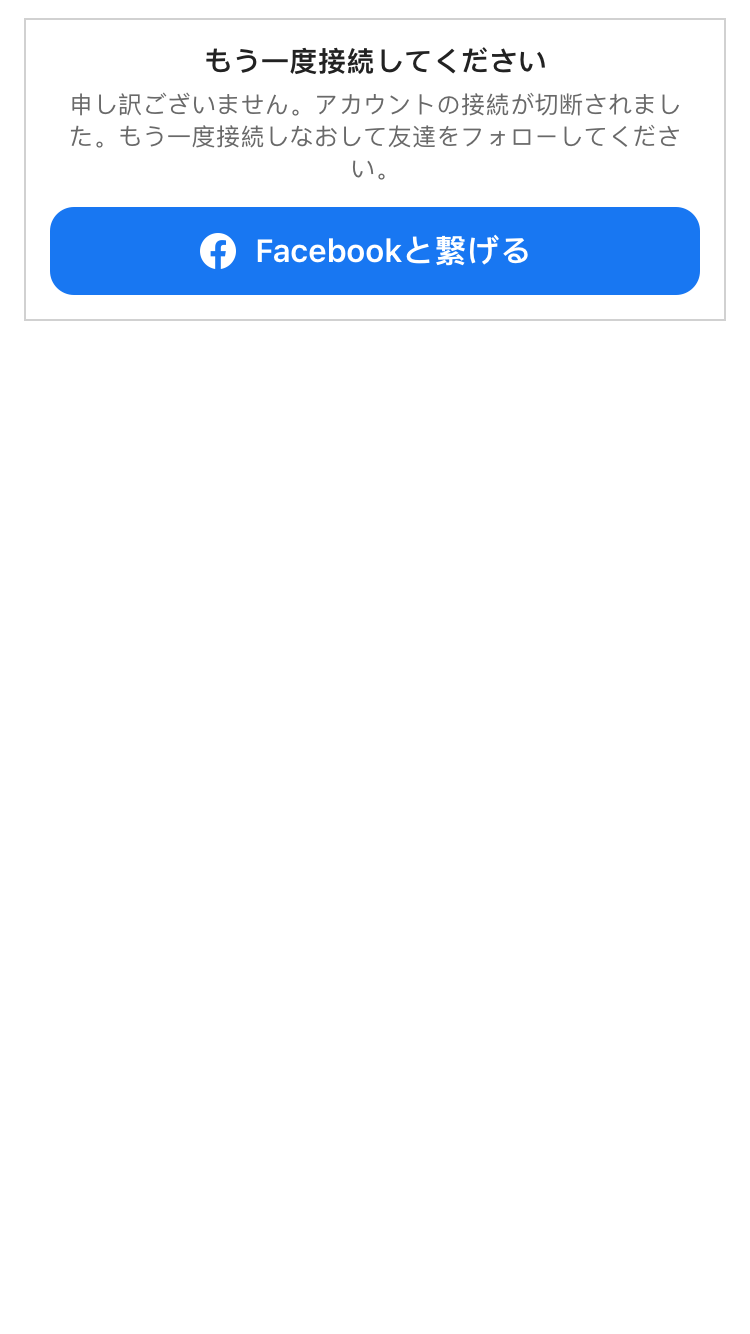 もう一度接続してください
申し訳ございません。アカウントの接続が切断されまし
た。もう一度接続しなおして友達をフォローしてくださ
い。
Facebookと繋げる